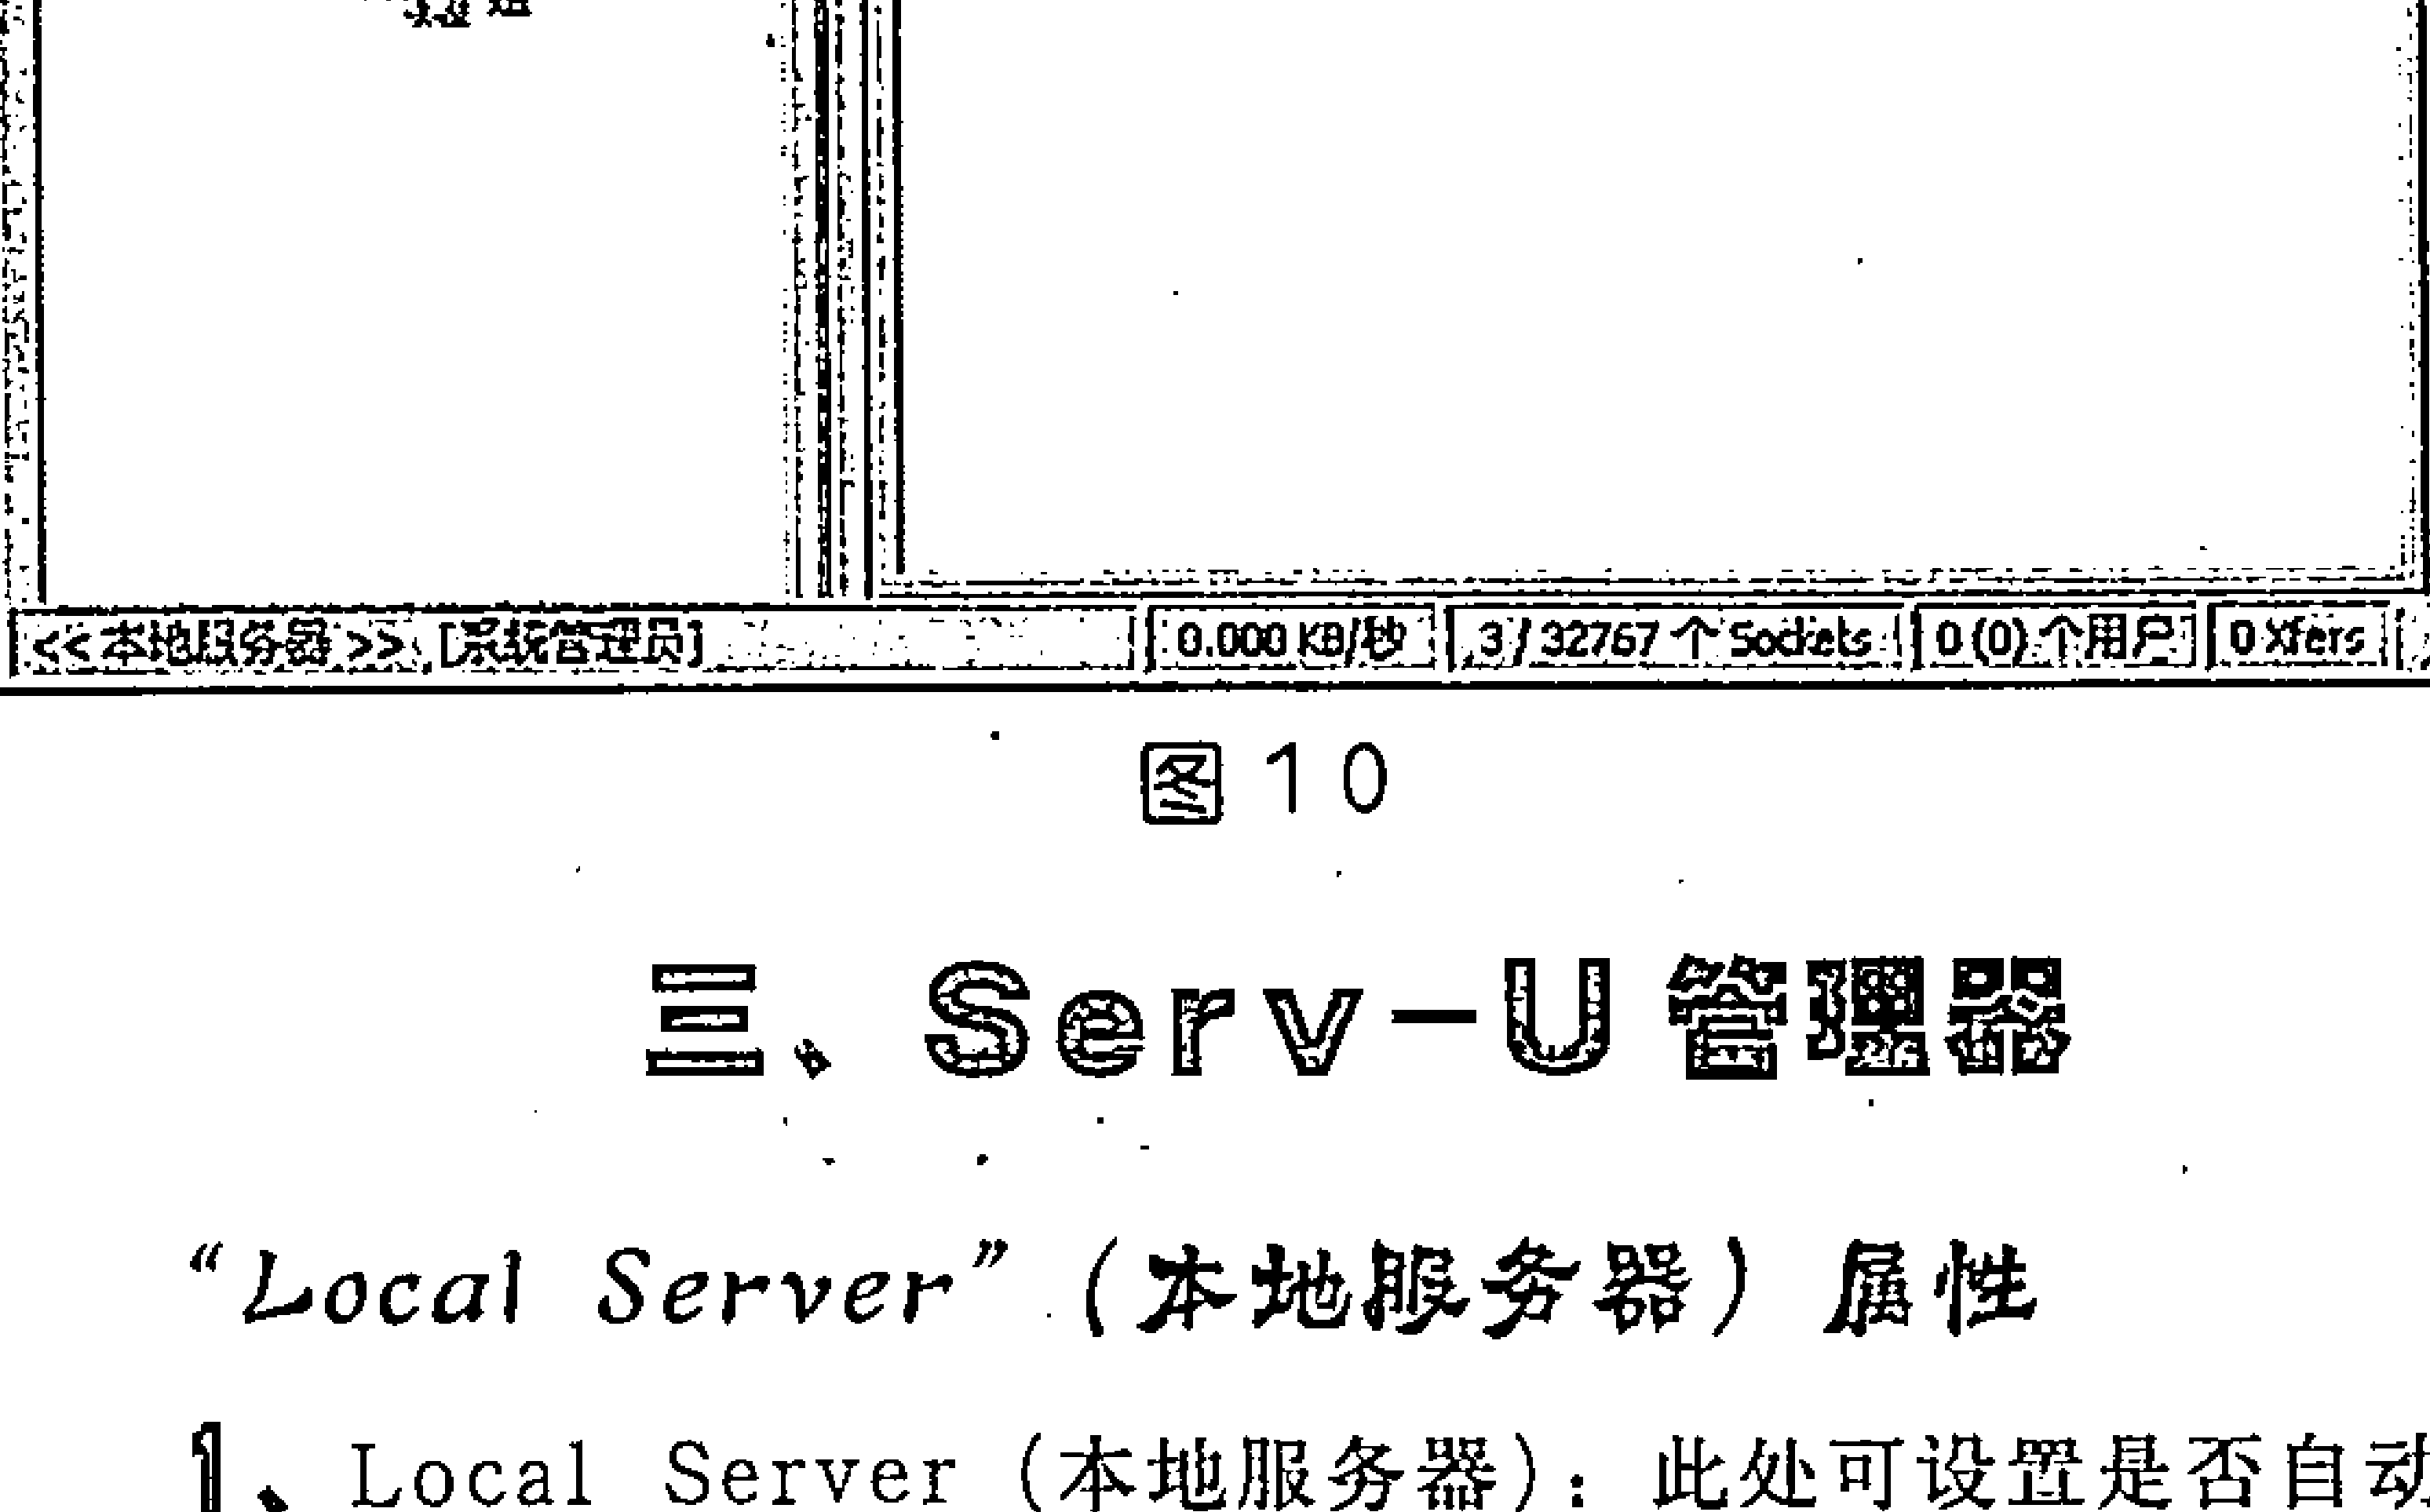 <<本地服务器>> [系统管理员] 0.000 KB/秒 3 / 32767 个 Sockets 0 (0) 个用户 0 Xfers
图10
三、Serv-U管理器
“Local Server”(本地服务器)属性
1、Local Server(本地服务器):此处可设置是否自动